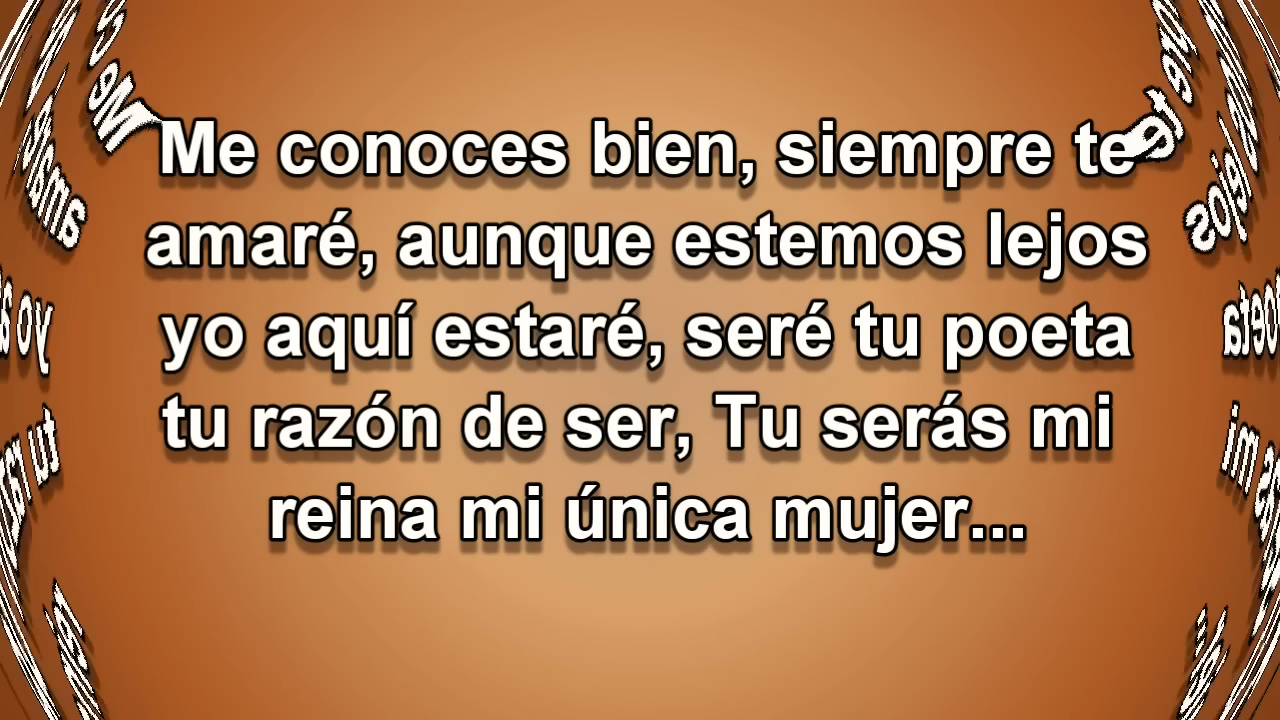 Me conoces bien, siempre te
amaré, aunque estemos lejos
yo aquí estaré, seré tu poeta
tu razón de ser, Tu serás mi
reina mi única mujer...